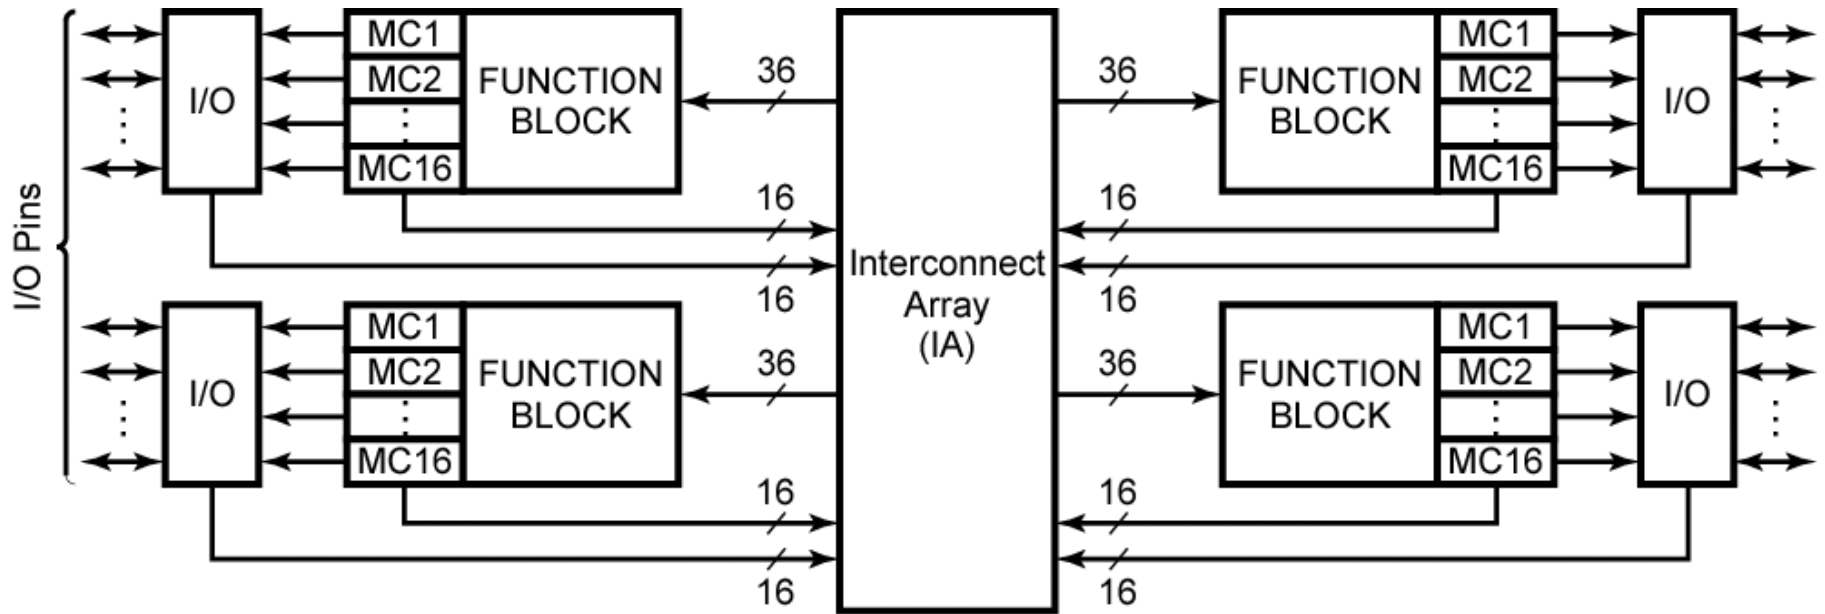 I/O Pins
I/O
MC1
MC2
MC16
FUNCTION
BLOCK
36
16
16
I/O
MC1
MC2
MC16
FUNCTION
BLOCK
36
16
16
Interconnect
Array
(IA)
36
16
16
FUNCTION
BLOCK
MC1
MC2
MC16
I/O
36
16
16
FUNCTION
BLOCK
MC1
MC2
MC16
I/O